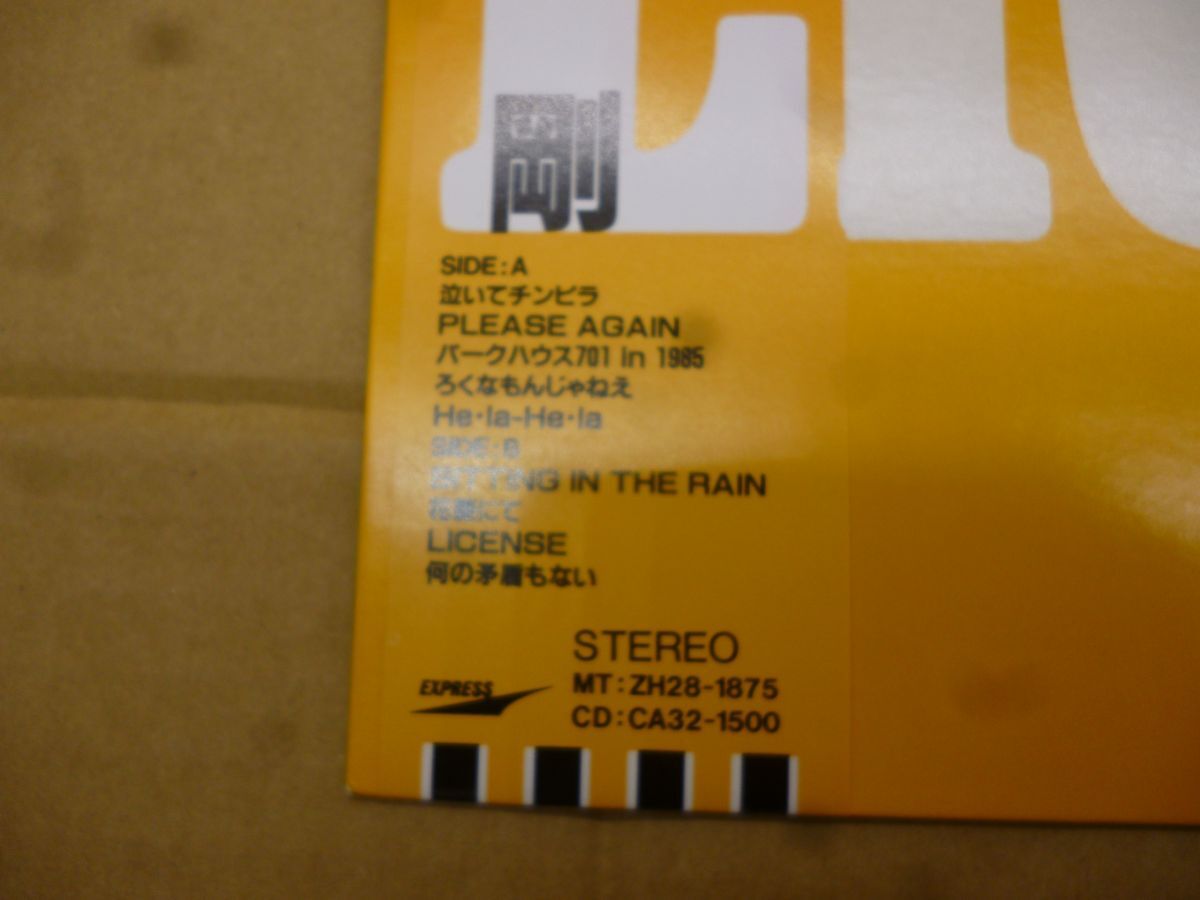 LIC
剛
SIDE:A
泣いてチンピラ
PLEASE AGAIN
パークハウス701 in 1985
ろくなもんじゃねえ
He・la-He・la
SIDE:B
SITTING IN THE RAIN
花園にて
LICENSE
何の矛盾もない
STEREO
EXPRESS
MT:ZH28-1875
CD:CA32-1500